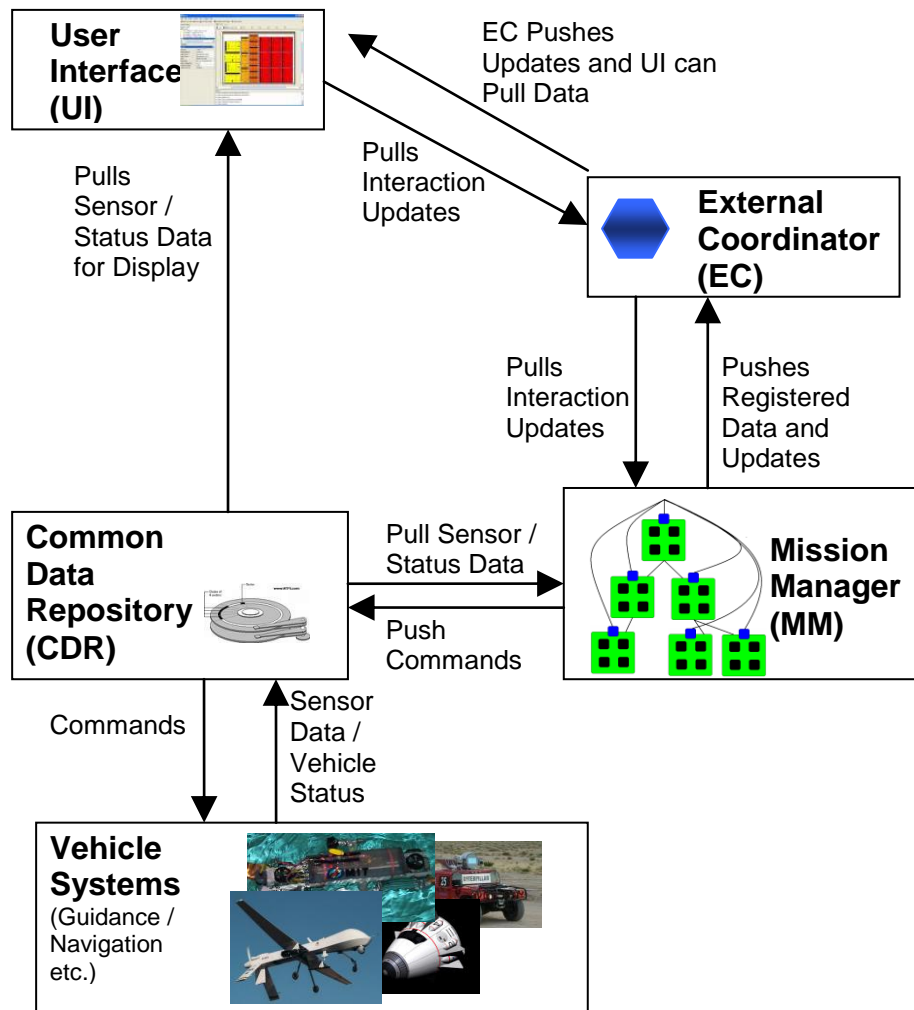 User
Interface
(UI)
EC Pushes
Updates and UI can
Pull Data
Pulls
Interaction
Updates
Pulls
Sensor /
Status Data
for Display
External
Coordinator
(EC)
Pulls
Interaction
Updates
Pushes
Registered
Data and
Updates
Common
Data
Repository
(CDR)
Pull Sensor /
Status Data
Push
Commands
Mission
Manager
(MM)
Commands
Sensor
Data /
Vehicle
Status
Vehicle
Systems
(Guidance /
Navigation
etc.)
MIT
25